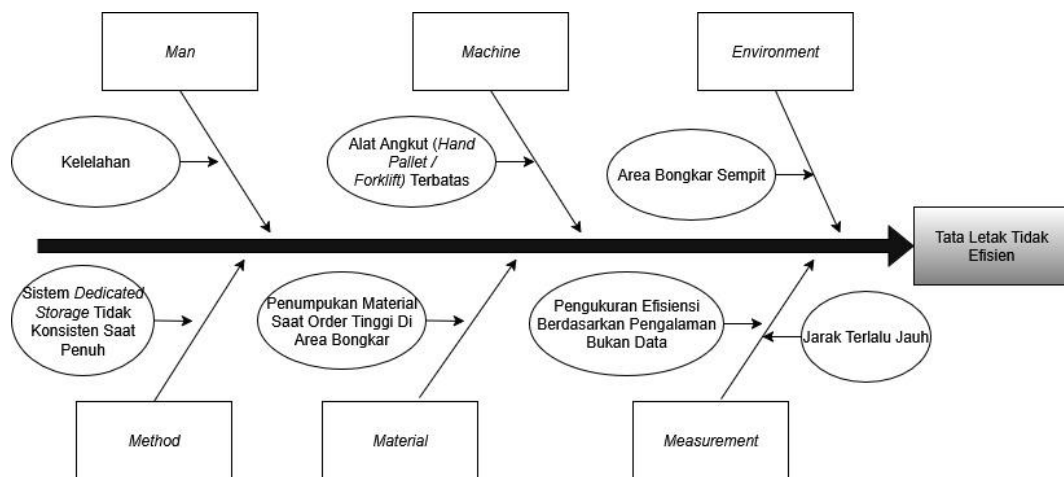 Man
Machine
Environment
Kelelahan
Alat Angkut (Hand
Pallet /
Forklift) Terbatas
Area Bongkar Sempit
Tata Letak Tidak
Efisien
Sistem Dedicated
Storage Tidak
Konsisten Saat
Penuh
Penumpukan Material
Saat Order Tinggi Di
Area Bongkar
Pengukuran Efisiensi
Berdasarkan Pengalaman
Bukan Data
Jarak Terlalu Jauh
Method
Material
Measurement